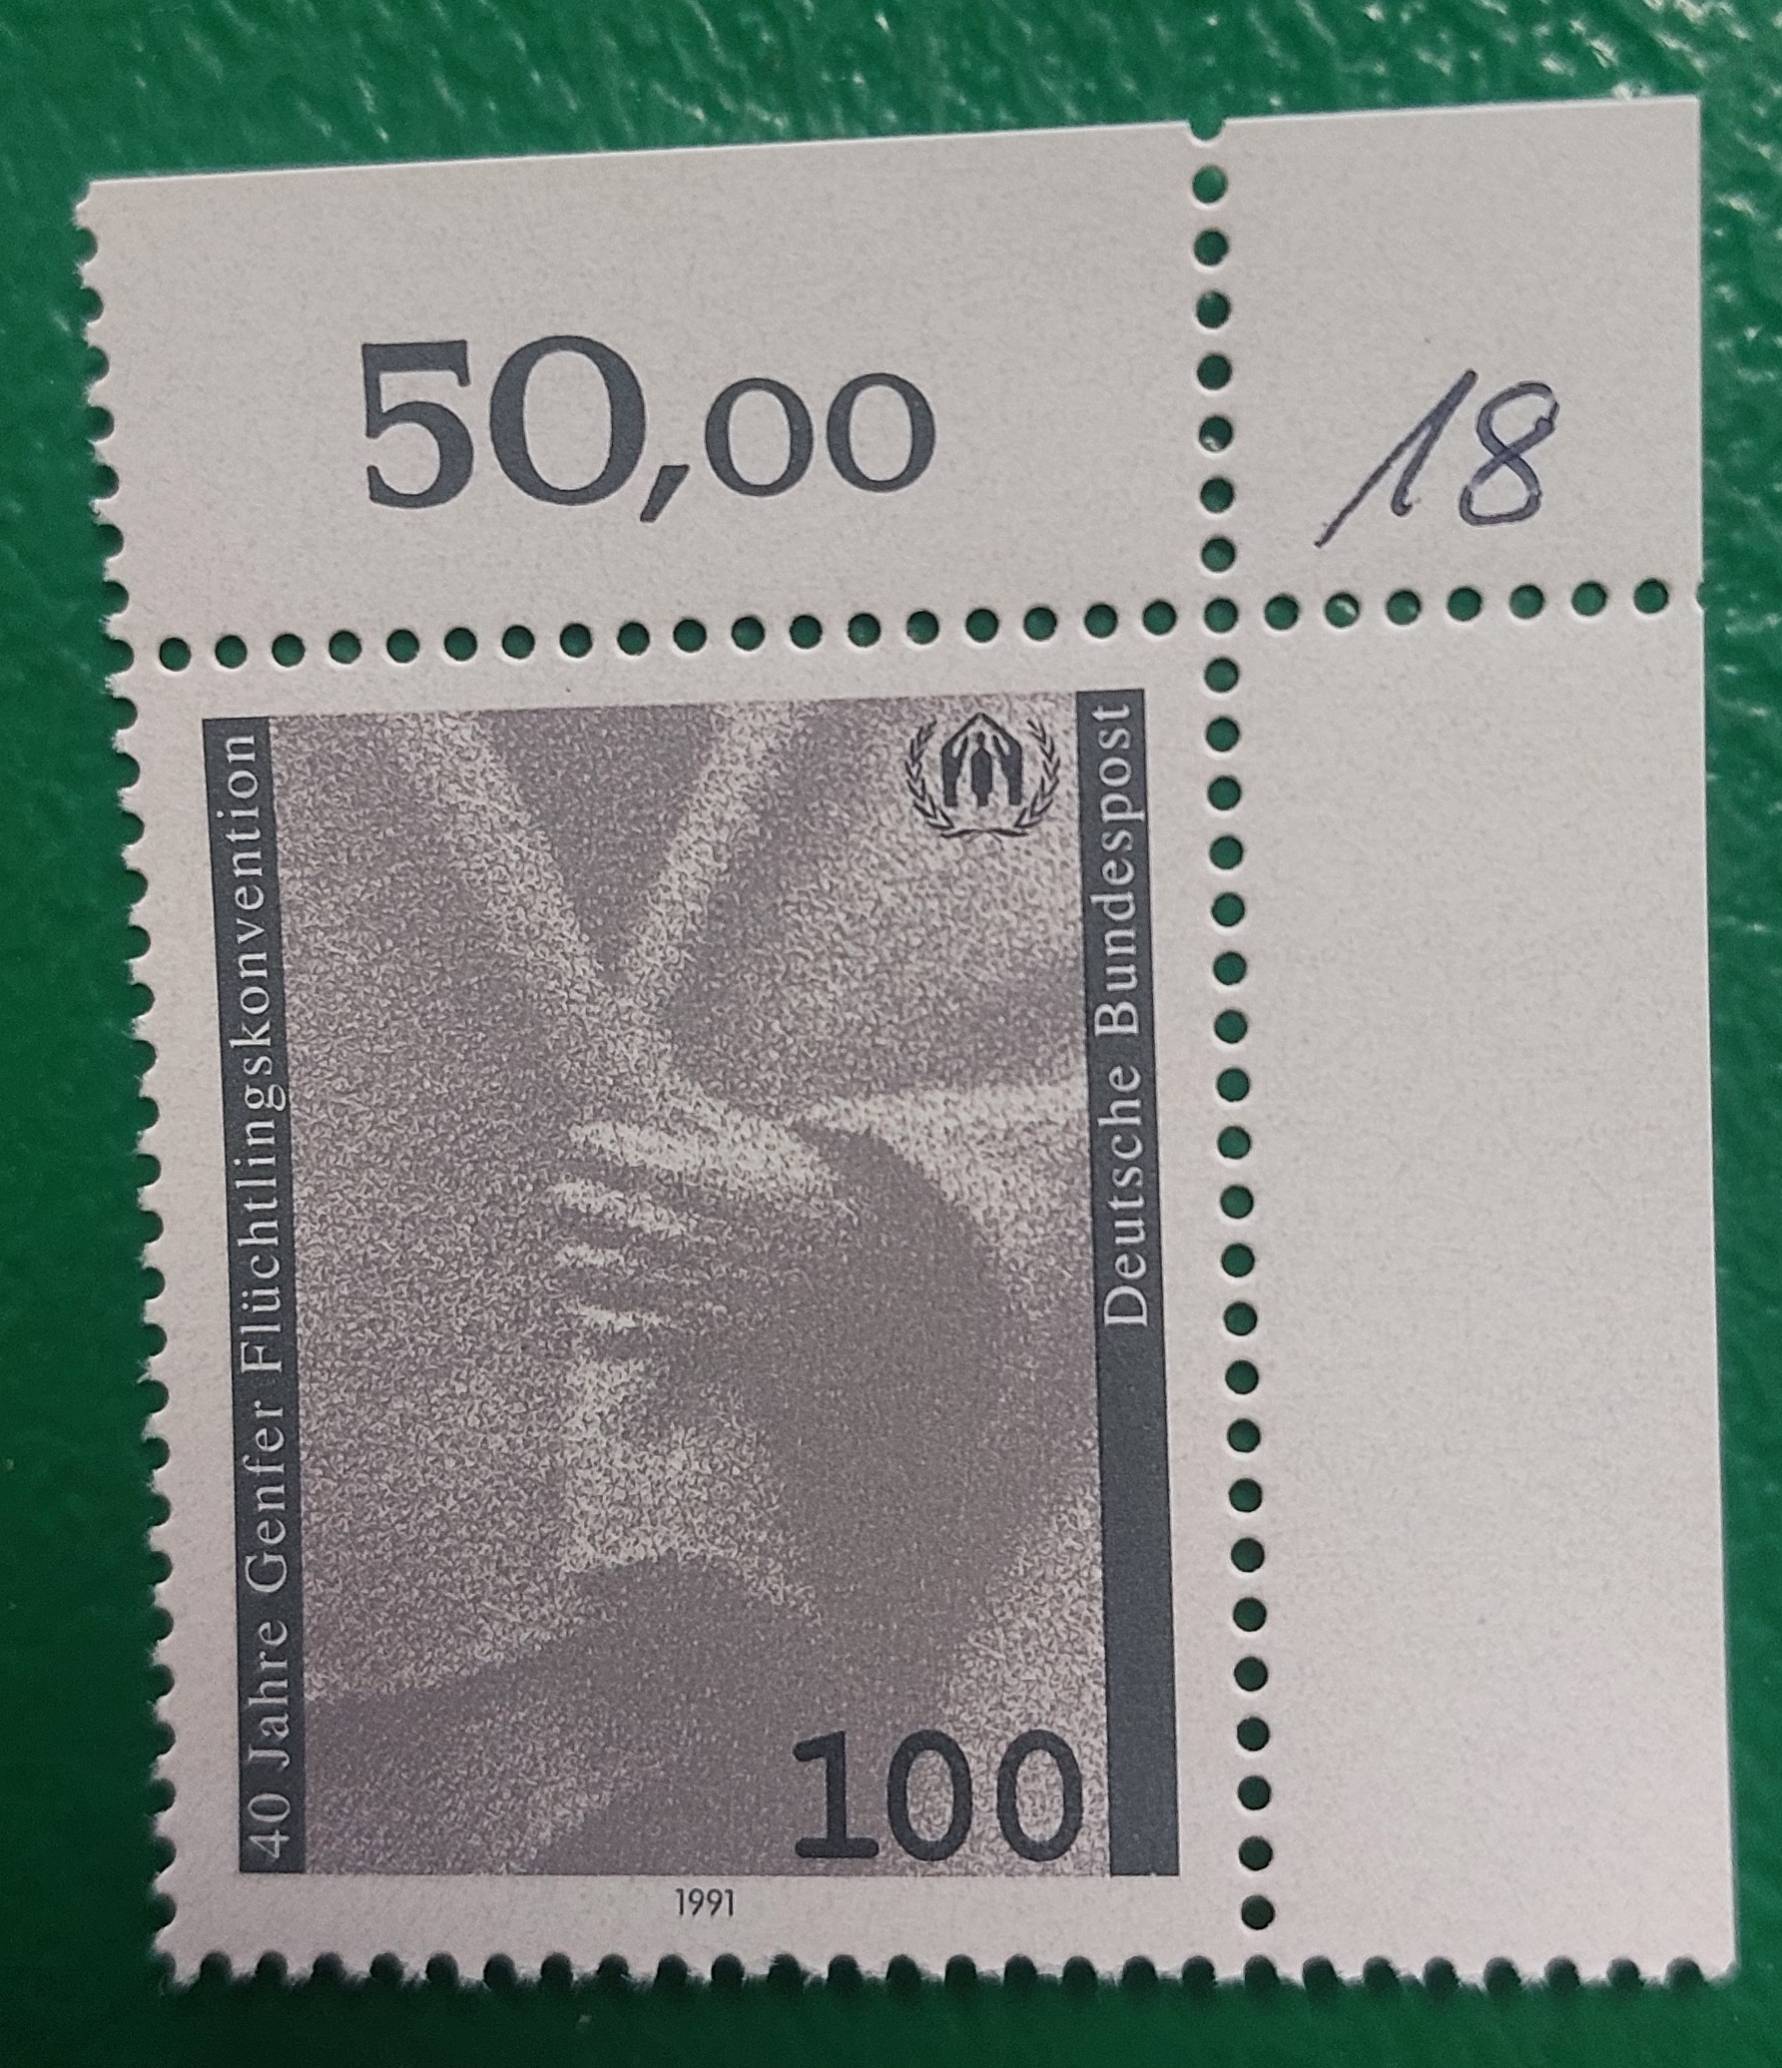 50,00
18
40 Jahre Genfer Flüchtlingskonvention
Deutsche Bundespost
100
1991